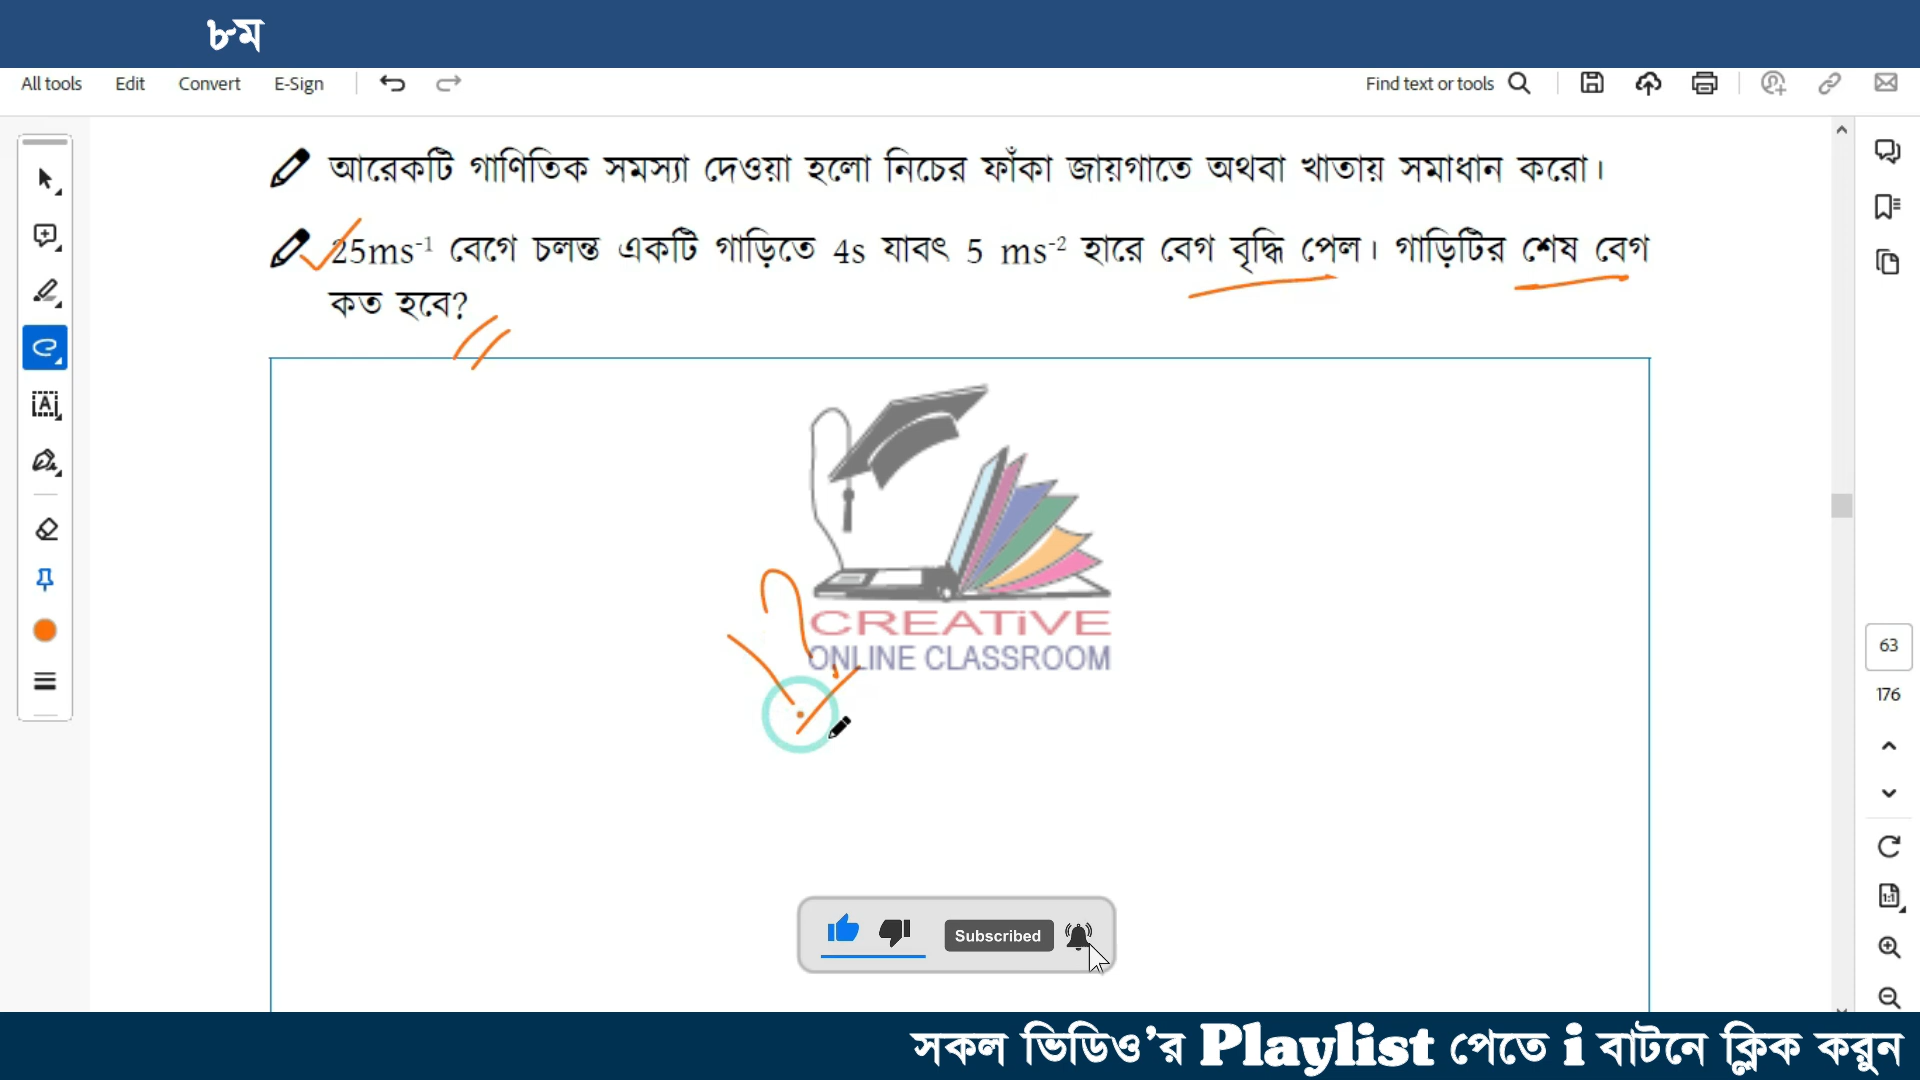 ৮ম
All tools Edit Convert E-Sign Find text or tools
আরেকটি গাণিতিক সমস্যা দেওয়া হলো নিচের ফাঁকা জায়গাতে অথবা খাতায় সমাধান করো।
25ms⁻¹ বেগে চলন্ত একটি গাড়িতে 4s যাবৎ 5 ms⁻² হারে বেগ বৃদ্ধি পেল। গাড়িটির শেষ বেগ
কত হবে?
CREATiVE
ONLINE CLASSROOM
63
176
Subscribed
সকল ভিডিও'র Playlist পেতে i বাটনে ক্লিক করুন